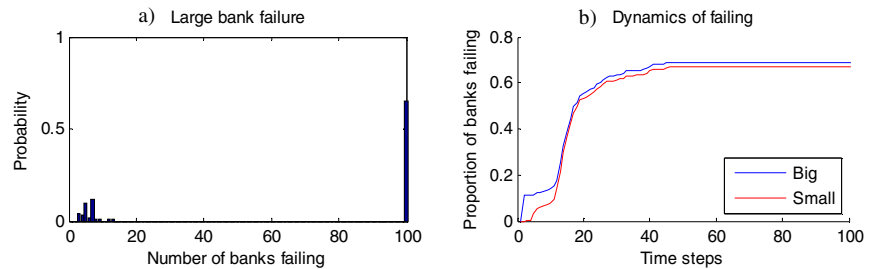 a) Large bank failure
1
0.5
0
Probability
0 20 40 60 80 100
Number of banks failing
b) Dynamics of failing
0.8
0.6
0.4
0.2
0
Proportion of banks failing
Big
Small
0 20 40 60 80 100
Time steps